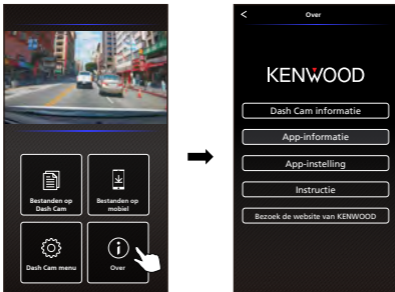 Bestanden op
Dash Cam
Bestanden op
mobiel
Dash Cam menu
Over
<
Over
KENWOOD
Dash Cam informatie
App-informatie
App-instelling
Instructie
Bezoek de website van KENWOOD